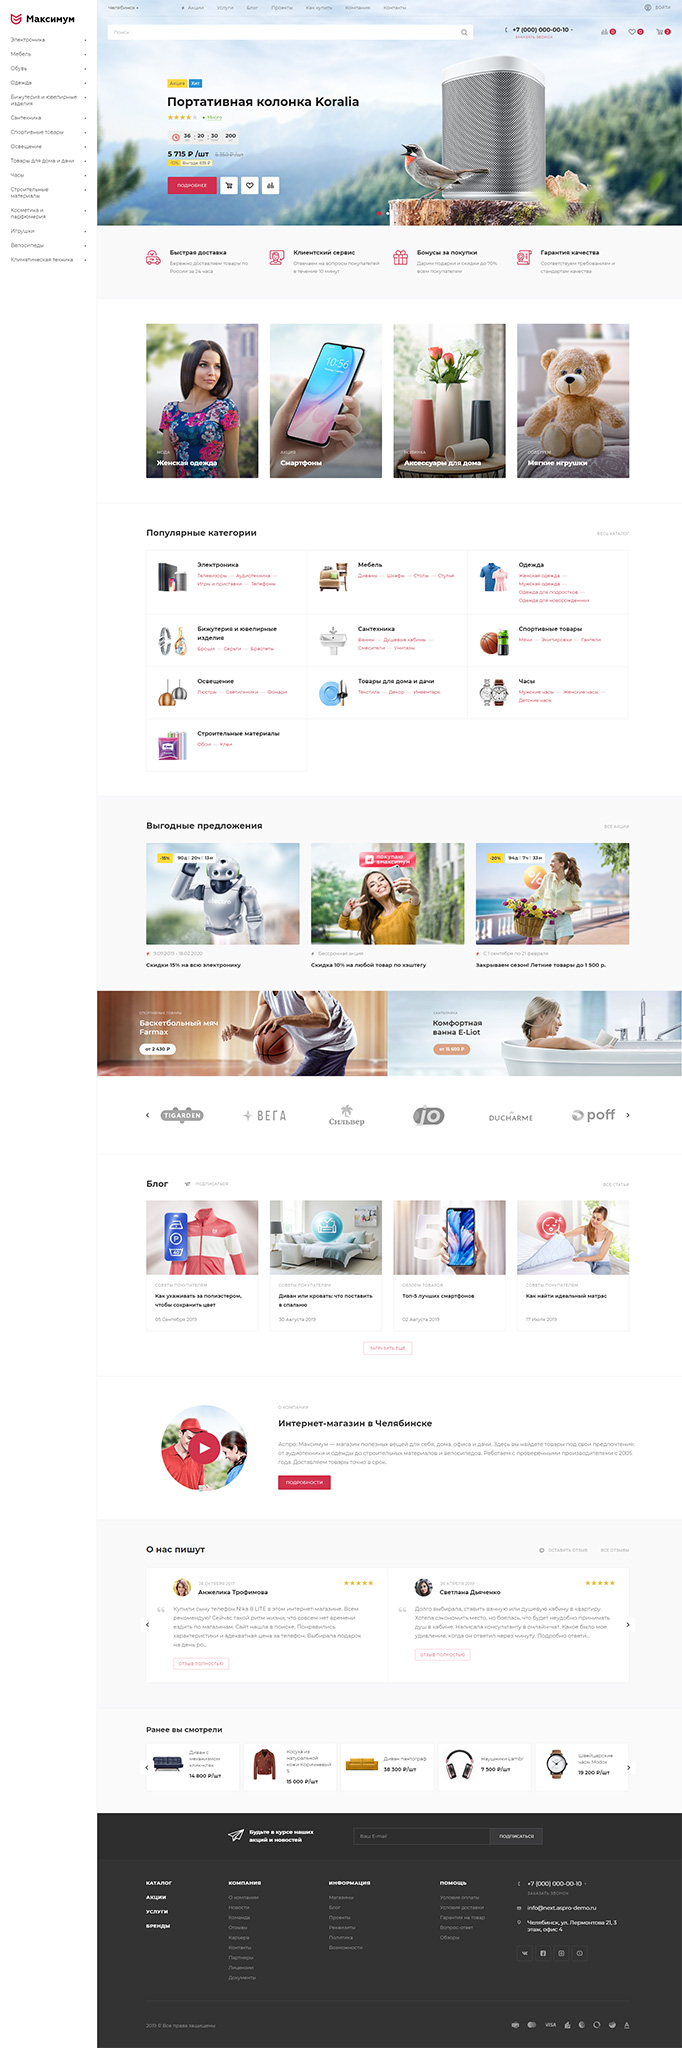 Максимум
Электроника
Мебель
Обувь
Одежда
Бижутерия и ювелирные
изделия
Сантехника
Спортивные товары
Освещение
Товары для дома и дачи
Часы
Строительные
материалы
Косметика и
парфюмерия
Игрушки
Велосипеды
Климатическая техника
Челябинск
Акции Услуги Блог Проекты Как купить Компания Контакты
ВОЙТИ
Поиск
+7 (000) 000-00-10
ЗАКАЗАТЬ ЗВОНОК
0 0 2
Акция Хит
Портативная колонка Koralia
Много
36 20 30 200
5 715 ₽ /шт 6 350 ₽ /шт
-10% Выгода 635 ₽
ПОДРОБНЕЕ
Быстрая доставка
Бережно доставляем товары по
России за 24 часа
Клиентский сервис
Отвечаем на вопросы покупателей
в течение 10 минут
Бонусы за покупки
Дарим подарки и скидки до 70%
всем покупателям
Гарантия качества
Соответствуем требованиям и
стандартам качества
10:56
МОДА
Женская одежда
АКЦИЯ
Смартфоны
Аксессуары для дома
Мягкие игрушки
Популярные категории
ВЕСЬ КАТАЛОГ
Электроника
Телевизоры — Аудиотехника —
Игры и приставки — Телефоны
Мебель
Диваны — Шкафы — Столы — Стулья
Одежда
Женская одежда —
Мужская одежда —
Одежда для подростков —
Одежда для новорожденных
Бижутерия и ювелирные
изделия
Броши — Серьги — Браслеты
Сантехника
Ванны — Душевые кабины —
Смесители — Унитазы
Спортивные товары
Мячи — Экипировки — Гантели
Освещение
Люстры — Светильники — Фонари
Товары для дома и дачи
Текстиль — Декор — Инвентарь
Часы
Мужские часы — Женские часы —
Детские часы
Строительные материалы
Обои — Клеи
Выгодные предложения
ВСЕ АКЦИИ
-15% 90д : 20ч : 13м
покупаю
вмаксимум
-20% 94д : 7ч : 33м
%
Скидки 15% на всю электронику
Бессрочная акция
Скидка 10% на любой товар по хэштегу
С 1 сентября по 21 февраля
Закрываем сезон! Летние товары до 1 500 р.
СПОРТИВНЫЕ ТОВАРЫ
Баскетбольный мяч
Farmax
от 2 430 ₽
САНТЕХНИКА
Комфортная
ванна E-Liot
от 15 600 ₽
TIGARDEN
ВЕГА
Сильвер
jo
DUCHARME
poff
Блог
ПОДПИСАТЬСЯ
ВСЕ СТАТЬИ
P
5
СОВЕТЫ ПОКУПАТЕЛЯМ
Как ухаживать за полиэстером,
чтобы сохранить цвет
05 Сентября 2019
СОВЕТЫ ПОКУПАТЕЛЯМ
Диван или кровать: что поставить
в спальню
30 Августа 2019
ОБЗОРЫ ТОВАРОВ
Топ-5 лучших смартфонов
02 Августа 2019
СОВЕТЫ ПОКУПАТЕЛЯМ
Как найти идеальный матрас
17 Июля 2019
ЗАГРУЗИТЬ ЕЩЕ
О КОМПАНИИ
Интернет-магазин в Челябинске
Аспро: Максимум — магазин полезных вещей для себя, дома, офиса и дачи. Здесь вы найдете товары под свои предпочтения:
от аудиотехники и одежды до строительных материалов и велосипедов. Работаем с проверенными производителями с 2005
года. Доставляем товары точно в срок.
ПОДРОБНОСТИ
О нас пишут
ОСТАВИТЬ ОТЗЫВ
ВСЕ ОТЗЫВЫ
Анжелика Трофимова
Купили сыну телефон Nika 8 LITE в этом интернет-магазине. Всем
рекомендую! Сейчас такой ритм жизни, что совсем нет времени
ездить по магазинам. Сайт нашла в поиске. Понравились
характеристики и адекватная цена за телефон. Выбирала подарок
на день ро...
ОТЗЫВ ПОЛНОСТЬЮ
Светлана Дьяченко
Долго выбирала, ставить ванную или душевую кабину в квартиру.
Хотела сэкономить место, но боялась, что будет неудобно принимать
душ в кабине. Написала консультанту в онлайн-чат. Какое было мое
удивление, когда он ответил через минуту. Подробно ответи...
ОТЗЫВ ПОЛНОСТЬЮ
Ранее вы смотрели
Диван с
механизмом
14 800 ₽/шт
Косуха из
натуральной
кожи Коричневый
S
15 000 ₽/шт
Диван пантограф
38 300 ₽/шт
Наушники Lambr
7 500 ₽/шт
Швейцарские
часы Modox
19 200 ₽/шт
Будьте в курсе наших
акций и новостей
Ваш E-mail
ПОДПИСАТЬСЯ
КАТАЛОГ
АКЦИИ
УСЛУГИ
БРЕНДЫ
КОМПАНИЯ
О компании
Новости
Команда
Отзывы
Карьера
Контакты
Партнеры
Лицензии
Документы
ИНФОРМАЦИЯ
Магазины
Блог
Проекты
Реквизиты
Политика
Возможности
ПОМОЩЬ
Условия оплаты
Условия доставки
Гарантия на товар
Вопрос-ответ
Обзоры
+7 (000) 000-00-10
ЗАКАЗАТЬ ЗВОНОК
info@next.aspro-demo.ru
Челябинск, ул. Лермонтова 21, 3
этаж, офис 4
2019 © Все права защищены
VISA